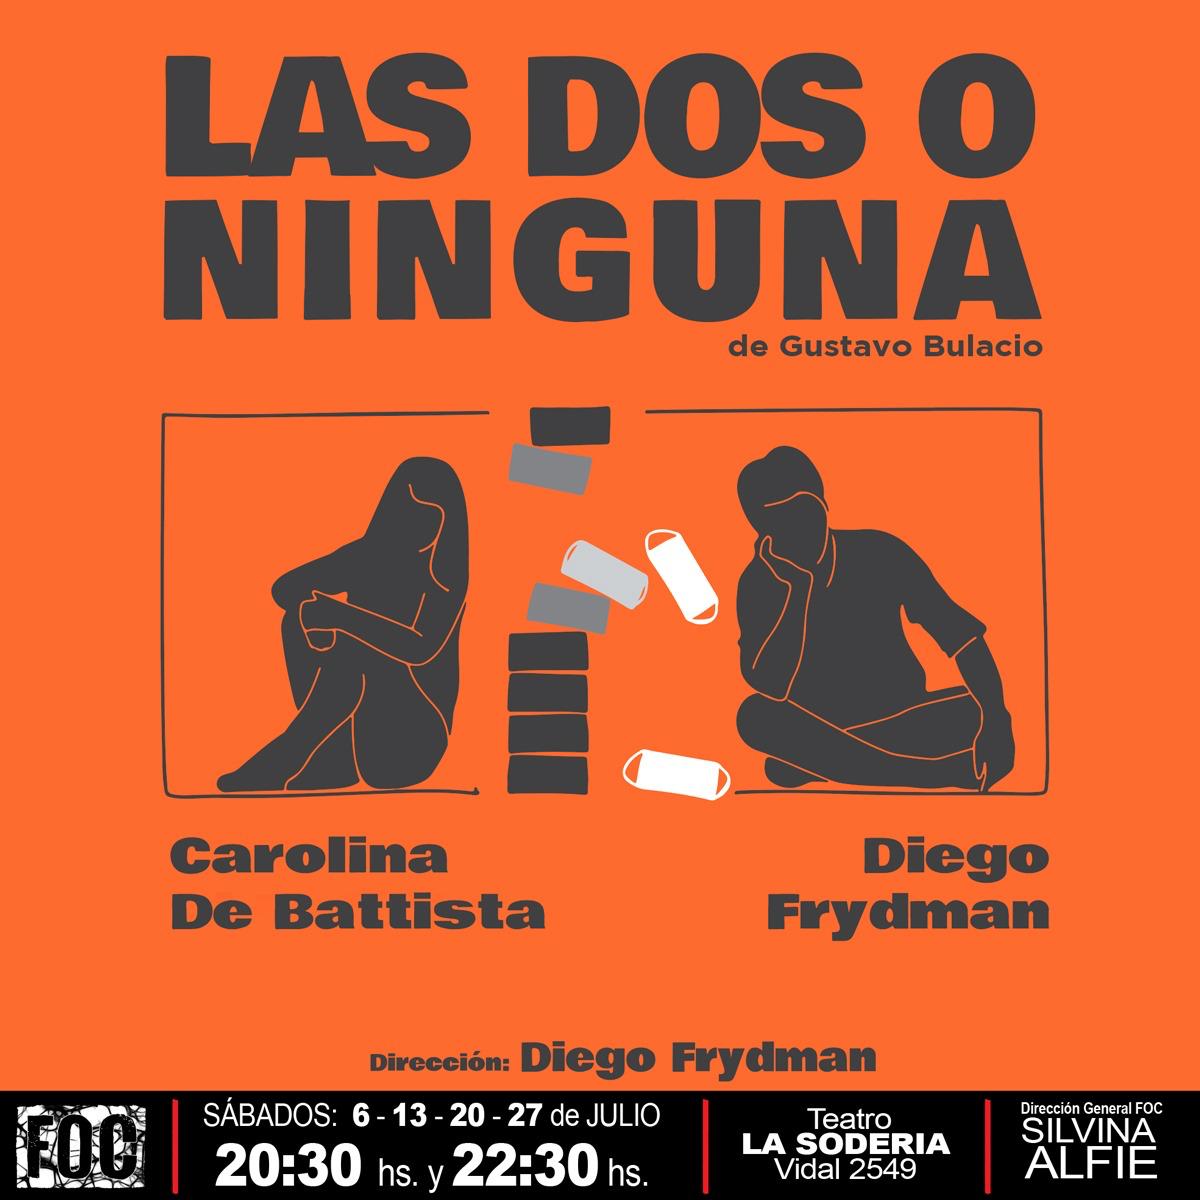 LAS DOS O
NINGUNA
de Gustavo Bulacio
Carolina
De Battista
Diego
Frydman
Dirección: Diego Frydman
FOC
SÁBADOS: 6 - 13 - 20 - 27 de JULIO
20:30 hs. y 22:30 hs.
Teatro
LA SODERIA
Vidal 2549
Dirección General FOC
SILVINA
ALFIE